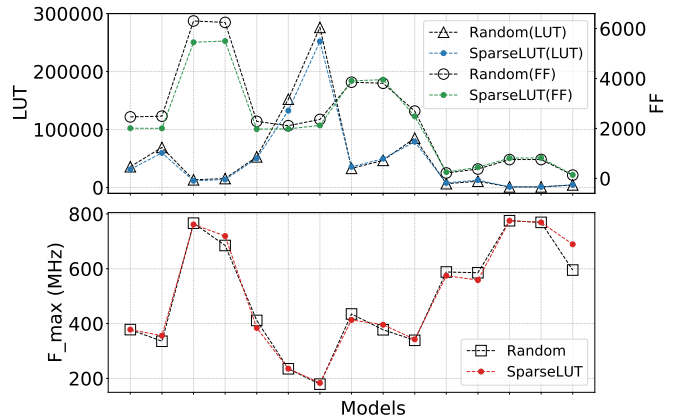 300000
200000
100000
0
LUT
6000
4000
2000
0
FF
Random(LUT)
SparseLUT(LUT)
Random(FF)
SparseLUT(FF)
800
600
400
200
F_max (MHz)
Random
SparseLUT
Models